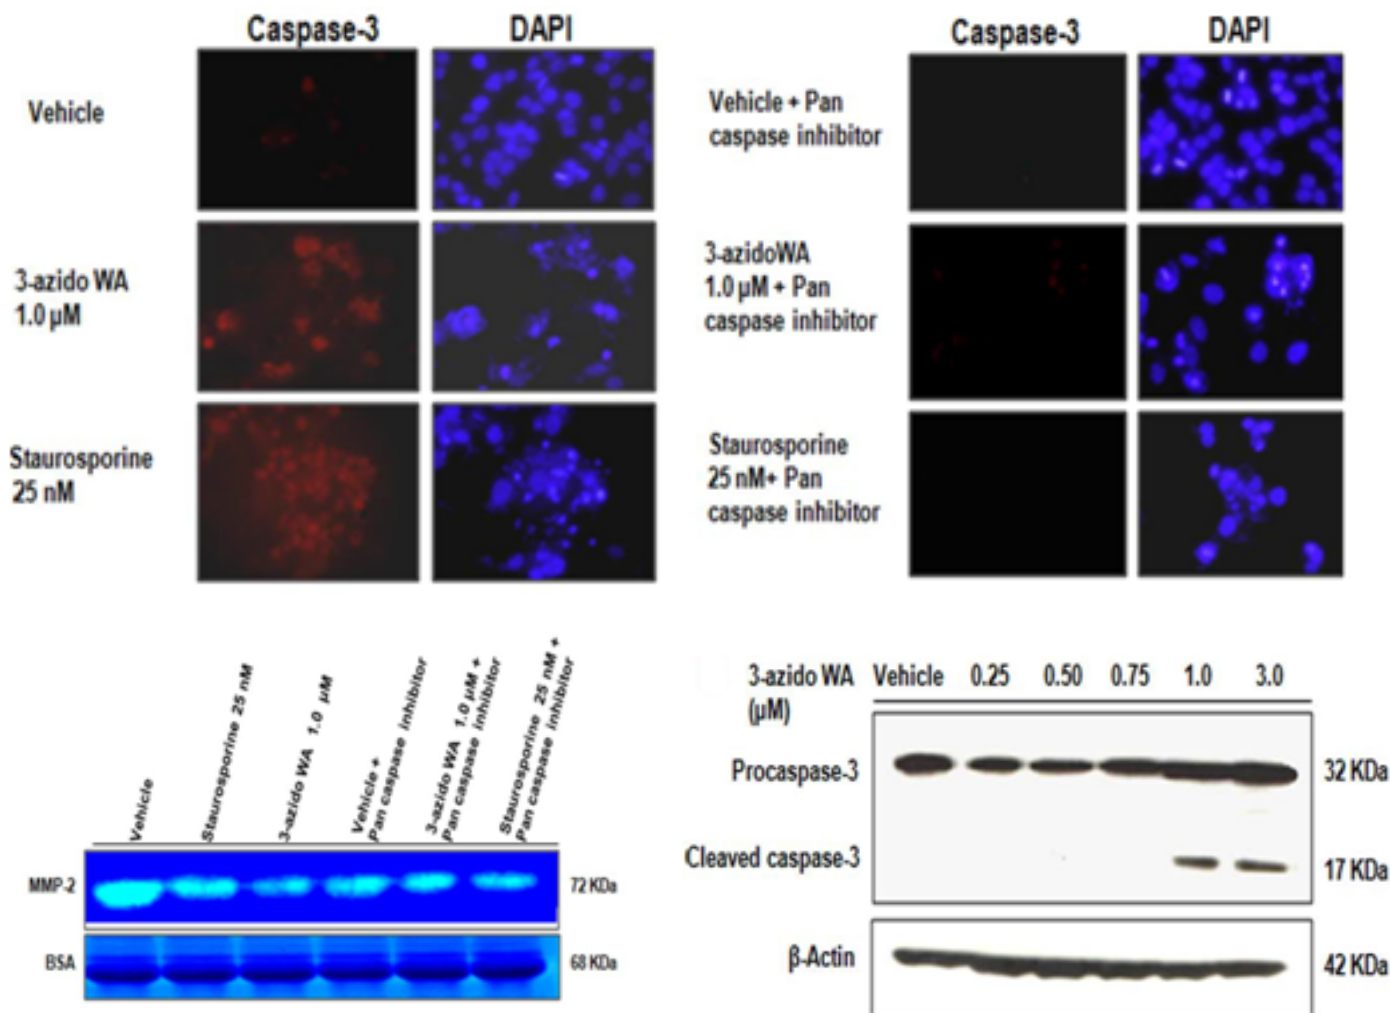 Caspase-3 DAPI
Vehicle
3-azido WA
1.0 µM
Staurosporine
25 nM
Caspase-3 DAPI
Vehicle + Pan
caspase inhibitor
3-azidoWA
1.0 µM + Pan
caspase inhibitor
Staurosporine
25 nM+ Pan
caspase inhibitor
Vehicle
Staurosporine 25 nM
3-azido WA 1.0 µM
Vehicle +
Pan caspase inhibitor
3-azido WA 1.0 µM +
Pan caspase inhibitor
Staurosporine 25 nM +
Pan caspase inhibitor
MMP-2 72 KDa
BSA 68 KDa
3-azido WA Vehicle 0.25 0.50 0.75 1.0 3.0
(µM)
Procaspase-3 32 KDa
Cleaved caspase-3 17 KDa
β-Actin 42 KDa